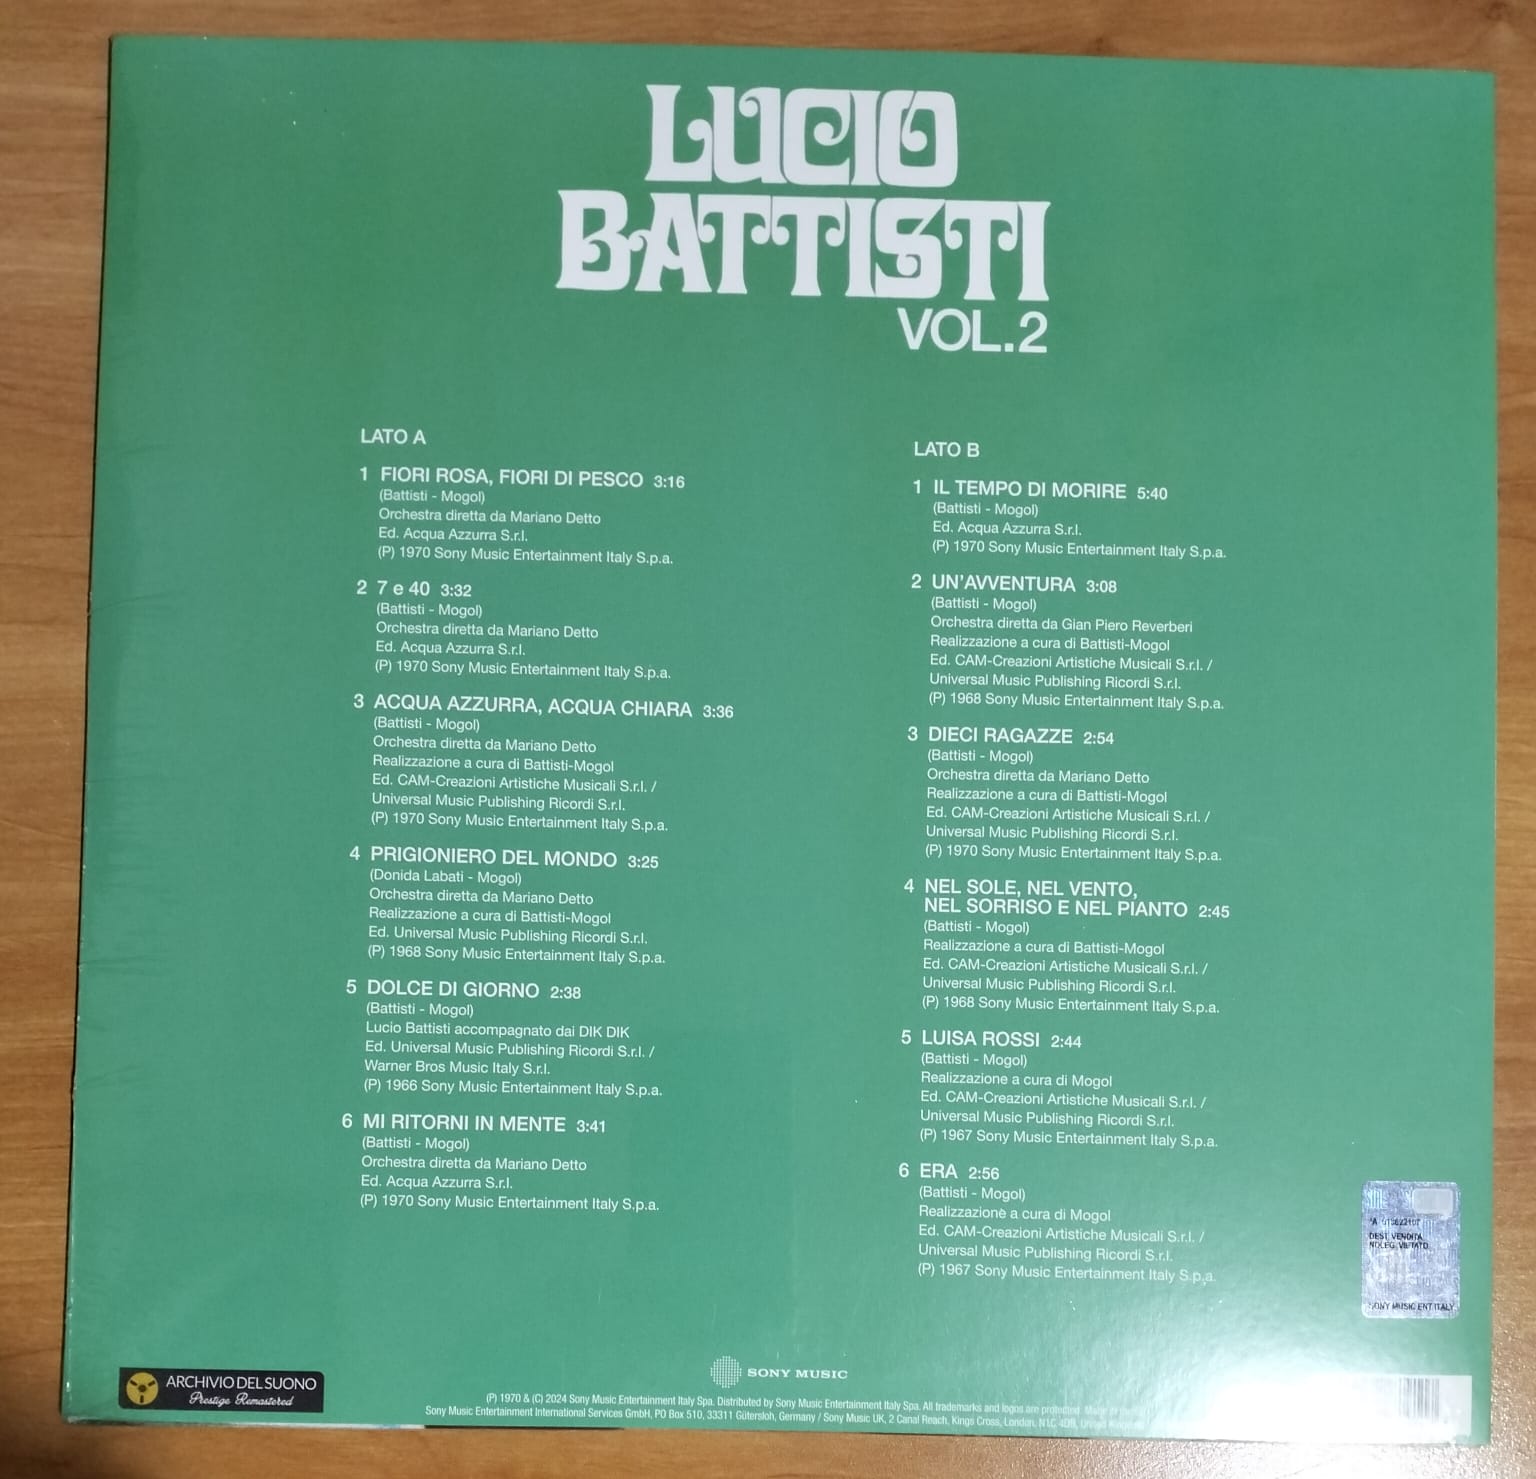 LUCIO
BATTISTI
VOL.2
LATO A
1 FIORI ROSA, FIORI DI PESCO 3:16
(Battisti - Mogol)
Orchestra diretta da Mariano Detto
Ed. Acqua Azzurra S.r.l.
(P) 1970 Sony Music Entertainment Italy S.p.a.
2 7 e 40 3:32
(Battisti - Mogol)
Orchestra diretta da Mariano Detto
Ed. Acqua Azzurra S.r.l.
(P) 1970 Sony Music Entertainment Italy S.p.a.
3 ACQUA AZZURRA, ACQUA CHIARA 3:36
(Battisti - Mogol)
Orchestra diretta da Mariano Detto
Realizzazione a cura di Battisti-Mogol
Ed. CAM-Creazioni Artistiche Musicali S.r.l. /
Universal Music Publishing Ricordi S.r.l.
(P) 1970 Sony Music Entertainment Italy S.p.a.
4 PRIGIONIERO DEL MONDO 3:25
(Donida Labati - Mogol)
Orchestra diretta da Mariano Detto
Realizzazione a cura di Battisti-Mogol
Ed. Universal Music Publishing Ricordi S.r.l.
(P) 1968 Sony Music Entertainment Italy S.p.a.
5 DOLCE DI GIORNO 2:38
(Battisti - Mogol)
Lucio Battisti accompagnato dai DIK DIK
Ed. Universal Music Publishing Ricordi S.r.l. /
Warner Bros Music Italy S.r.l.
(P) 1966 Sony Music Entertainment Italy S.p.a.
6 MI RITORNI IN MENTE 3:41
(Battisti - Mogol)
Orchestra diretta da Mariano Detto
Ed. Acqua Azzurra S.r.l.
(P) 1970 Sony Music Entertainment Italy S.p.a.
LATO B
1 IL TEMPO DI MORIRE 5:40
(Battisti - Mogol)
Ed. Acqua Azzurra S.r.l.
(P) 1970 Sony Music Entertainment Italy S.p.a.
2 UN'AVVENTURA 3:08
(Battisti - Mogol)
Orchestra diretta da Gian Piero Reverberi
Realizzazione a cura di Battisti-Mogol
Ed. CAM-Creazioni Artistiche Musicali S.r.l. /
Universal Music Publishing Ricordi S.r.l.
(P) 1968 Sony Music Entertainment Italy S.p.a.
3 DIECI RAGAZZE 2:54
(Battisti - Mogol)
Orchestra diretta da Mariano Detto
Realizzazione a cura di Battisti-Mogol
Ed. CAM-Creazioni Artistiche Musicali S.r.l. /
Universal Music Publishing Ricordi S.r.l.
(P) 1970 Sony Music Entertainment Italy S.p.a.
4 NEL SOLE, NEL VENTO,
NEL SORRISO E NEL PIANTO 2:45
(Battisti - Mogol)
Realizzazione a cura di Battisti-Mogol
Ed. CAM-Creazioni Artistiche Musicali S.r.l. /
Universal Music Publishing Ricordi S.r.l.
(P) 1968 Sony Music Entertainment Italy S.p.a.
5 LUISA ROSSI 2:44
(Battisti - Mogol)
Realizzazione a cura di Mogol
Ed. CAM-Creazioni Artistiche Musicali S.r.l. /
Universal Music Publishing Ricordi S.r.l.
(P) 1967 Sony Music Entertainment Italy S.p.a.
6 ERA 2:56
(Battisti - Mogol)
Realizzazione a cura di Mogol
Ed. CAM-Creazioni Artistiche Musicali S.r.l. /
Universal Music Publishing Ricordi S.r.l.
(P) 1967 Sony Music Entertainment Italy S.p.a.
DEST. VENDITA
SONY MUSIC ENT ITALY
ARCHIVIO DEL SUONO
Prestige Remastered
SONY MUSIC
(P) 1970 & (C) 2024 Sony Music Entertainment Italy Spa. Distributed by Sony Music Entertainment Italy Spa. All trademarks and logos are protected.
Sony Music Entertainment International Services GmbH, PO Box 510, 33311 Gütersloh, Germany / Sony Music UK, 2 Canal Reach, Kings Cross, London, N1C 4DB, United Kingdom